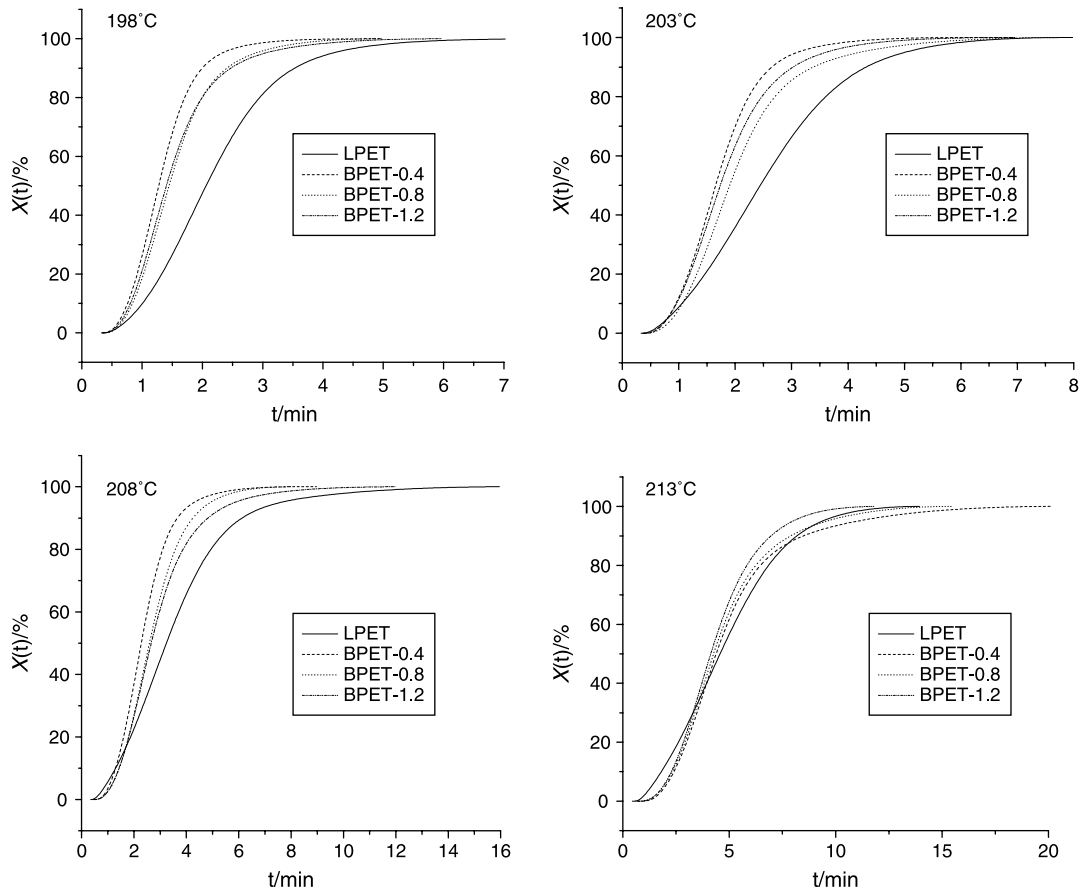 198°C
100
80
60
40
20
0
X(t)/%
LPET
BPET-0.4
BPET-0.8
BPET-1.2
0 1 2 3 4 5 6 7
t/min
203°C
100
80
60
40
20
0
X(t)/%
LPET
BPET-0.4
BPET-0.8
BPET-1.2
0 1 2 3 4 5 6 7 8
t/min
208°C
100
80
60
40
20
0
X(t)/%
LPET
BPET-0.4
BPET-0.8
BPET-1.2
0 2 4 6 8 10 12 14 16
t/min
213°C
100
80
60
40
20
0
X(t)/%
LPET
BPET-0.4
BPET-0.8
BPET-1.2
0 5 10 15 20
t/min